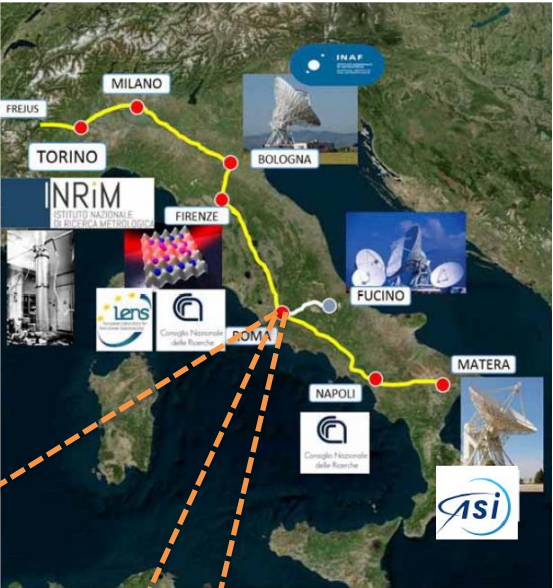 INAF
MILANO
FREJUS
TORINO
BOLOGNA
INRIM
ISTITUTO NAZIONALE
DI RICERCA METROLOGICA
FIRENZE
Lens
Consiglio Nazionale
delle Ricerche
ROMA
FUCINO
MATERA
NAPOLI
Consiglio Nazionale
delle Ricerche
asi